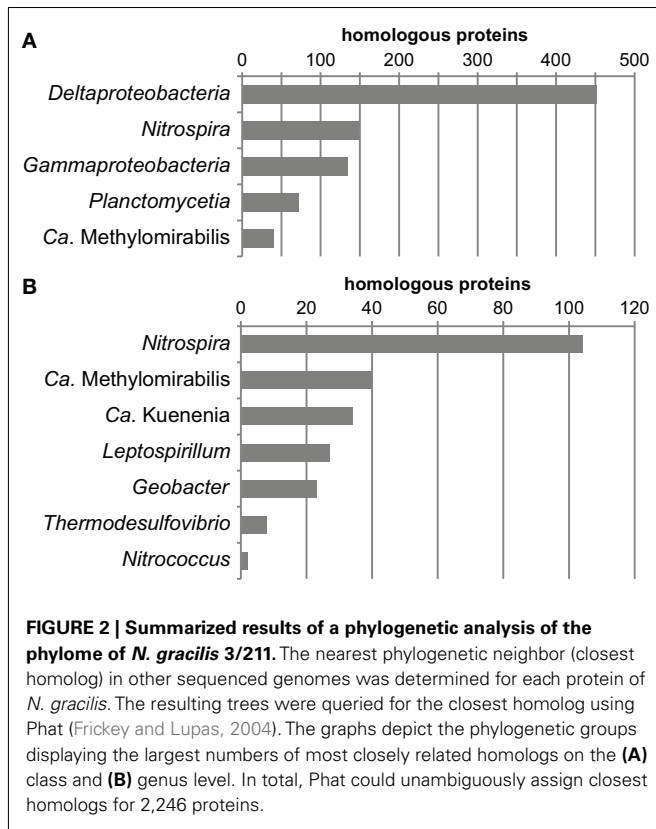 A
homologous proteins
0 100 200 300 400 500
Deltaproteobacteria
Nitrospira
Gammaproteobacteria
Planctomycetia
Ca. Methylomirabilis
B
homologous proteins
0 20 40 60 80 100 120
Nitrospira
Ca. Methylomirabilis
Ca. Kuenenia
Leptospirillum
Geobacter
Thermodesulfovibrio
Nitrococcus
FIGURE 2 | Summarized results of a phylogenetic analysis of the
phylome of N. gracilis 3/211. The nearest phylogenetic neighbor (closest
homolog) in other sequenced genomes was determined for each protein of
N. gracilis. The resulting trees were queried for the closest homolog using
Phat (Frickey and Lupas, 2004). The graphs depict the phylogenetic groups
displaying the largest numbers of most closely related homologs on the (A)
class and (B) genus level. In total, Phat could unambiguously assign closest
homologs for 2,246 proteins.